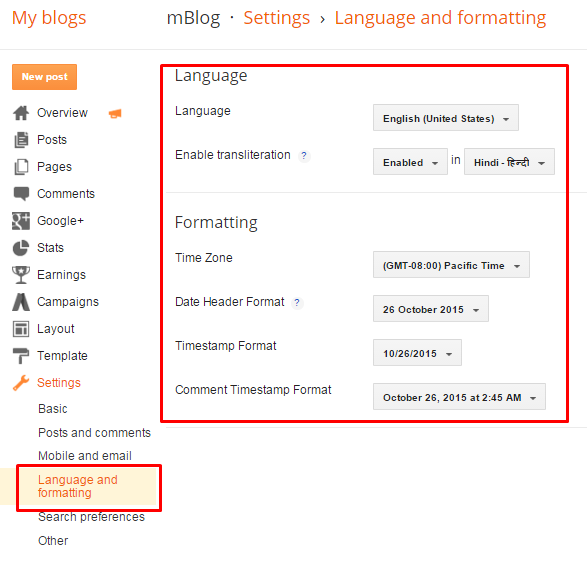 My blogs
mBlog · Settings › Language and formatting
New post
Overview
Posts
Pages
Comments
Google+
Stats
Earnings
Campaigns
Layout
Template
Settings
Basic
Posts and comments
Mobile and email
Language and
formatting
Search preferences
Other
Language
Language English (United States)
Enable transliteration ? Enabled in Hindi - हिन्दी
Formatting
Time Zone (GMT-08:00) Pacific Time
Date Header Format ? 26 October 2015
Timestamp Format 10/26/2015
Comment Timestamp Format October 26, 2015 at 2:45 AM